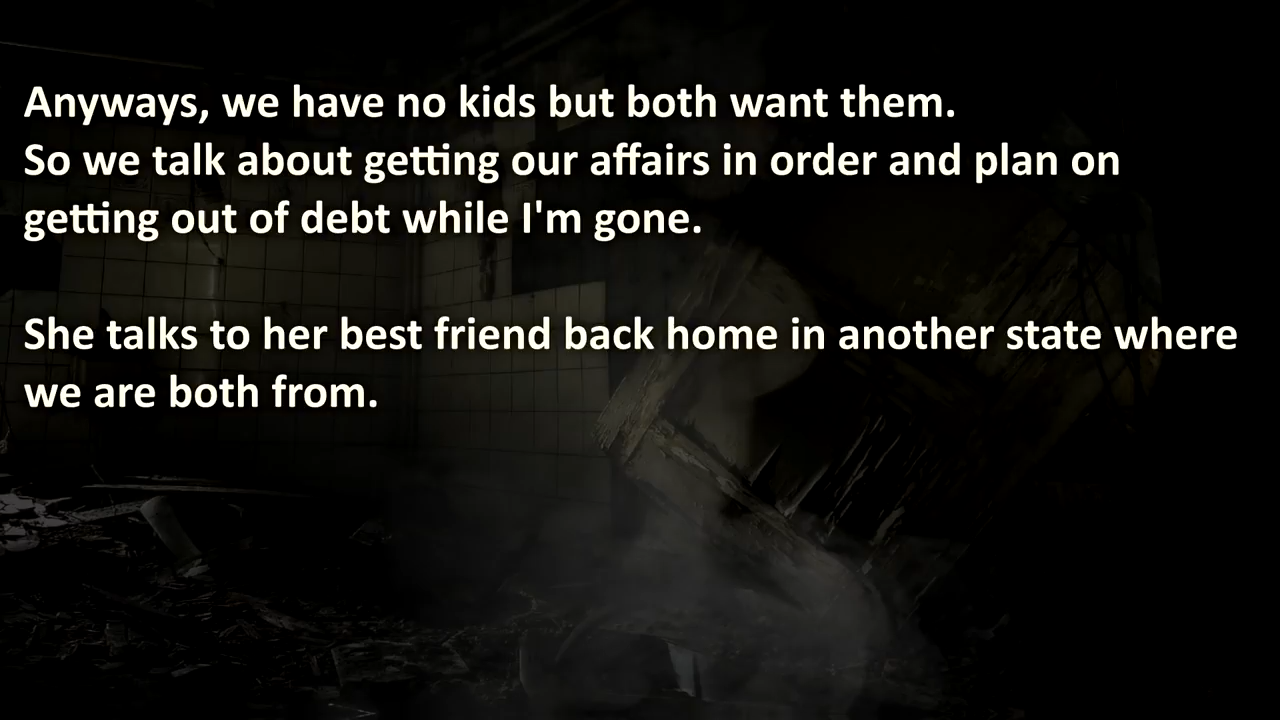 Anyways, we have no kids but both want them.
So we talk about getting our affairs in order and plan on
getting out of debt while I'm gone.
She talks to her best friend back home in another state where
we are both from.